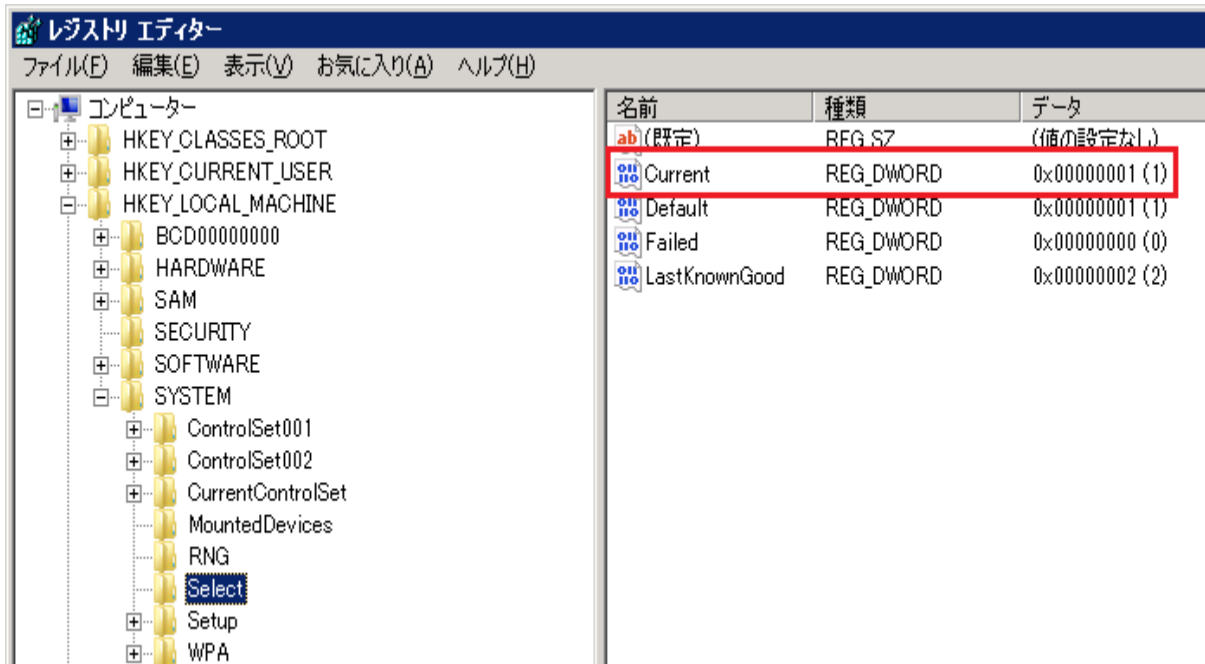 レジストリ エディター
ファイル(F) 編集(E) 表示(V) お気に入り(A) ヘルプ(H)
コンピューター
HKEY_CLASSES_ROOT
HKEY_CURRENT_USER
HKEY_LOCAL_MACHINE
BCD00000000
HARDWARE
SAM
SECURITY
SOFTWARE
SYSTEM
ControlSet001
ControlSet002
CurrentControlSet
MountedDevices
RNG
Select
Setup
WPA
名前 種類 データ
(既定) REG_SZ (値の設定なし)
Current REG_DWORD 0x00000001 (1)
Default REG_DWORD 0x00000001 (1)
Failed REG_DWORD 0x00000000 (0)
LastKnownGood REG_DWORD 0x00000002 (2)